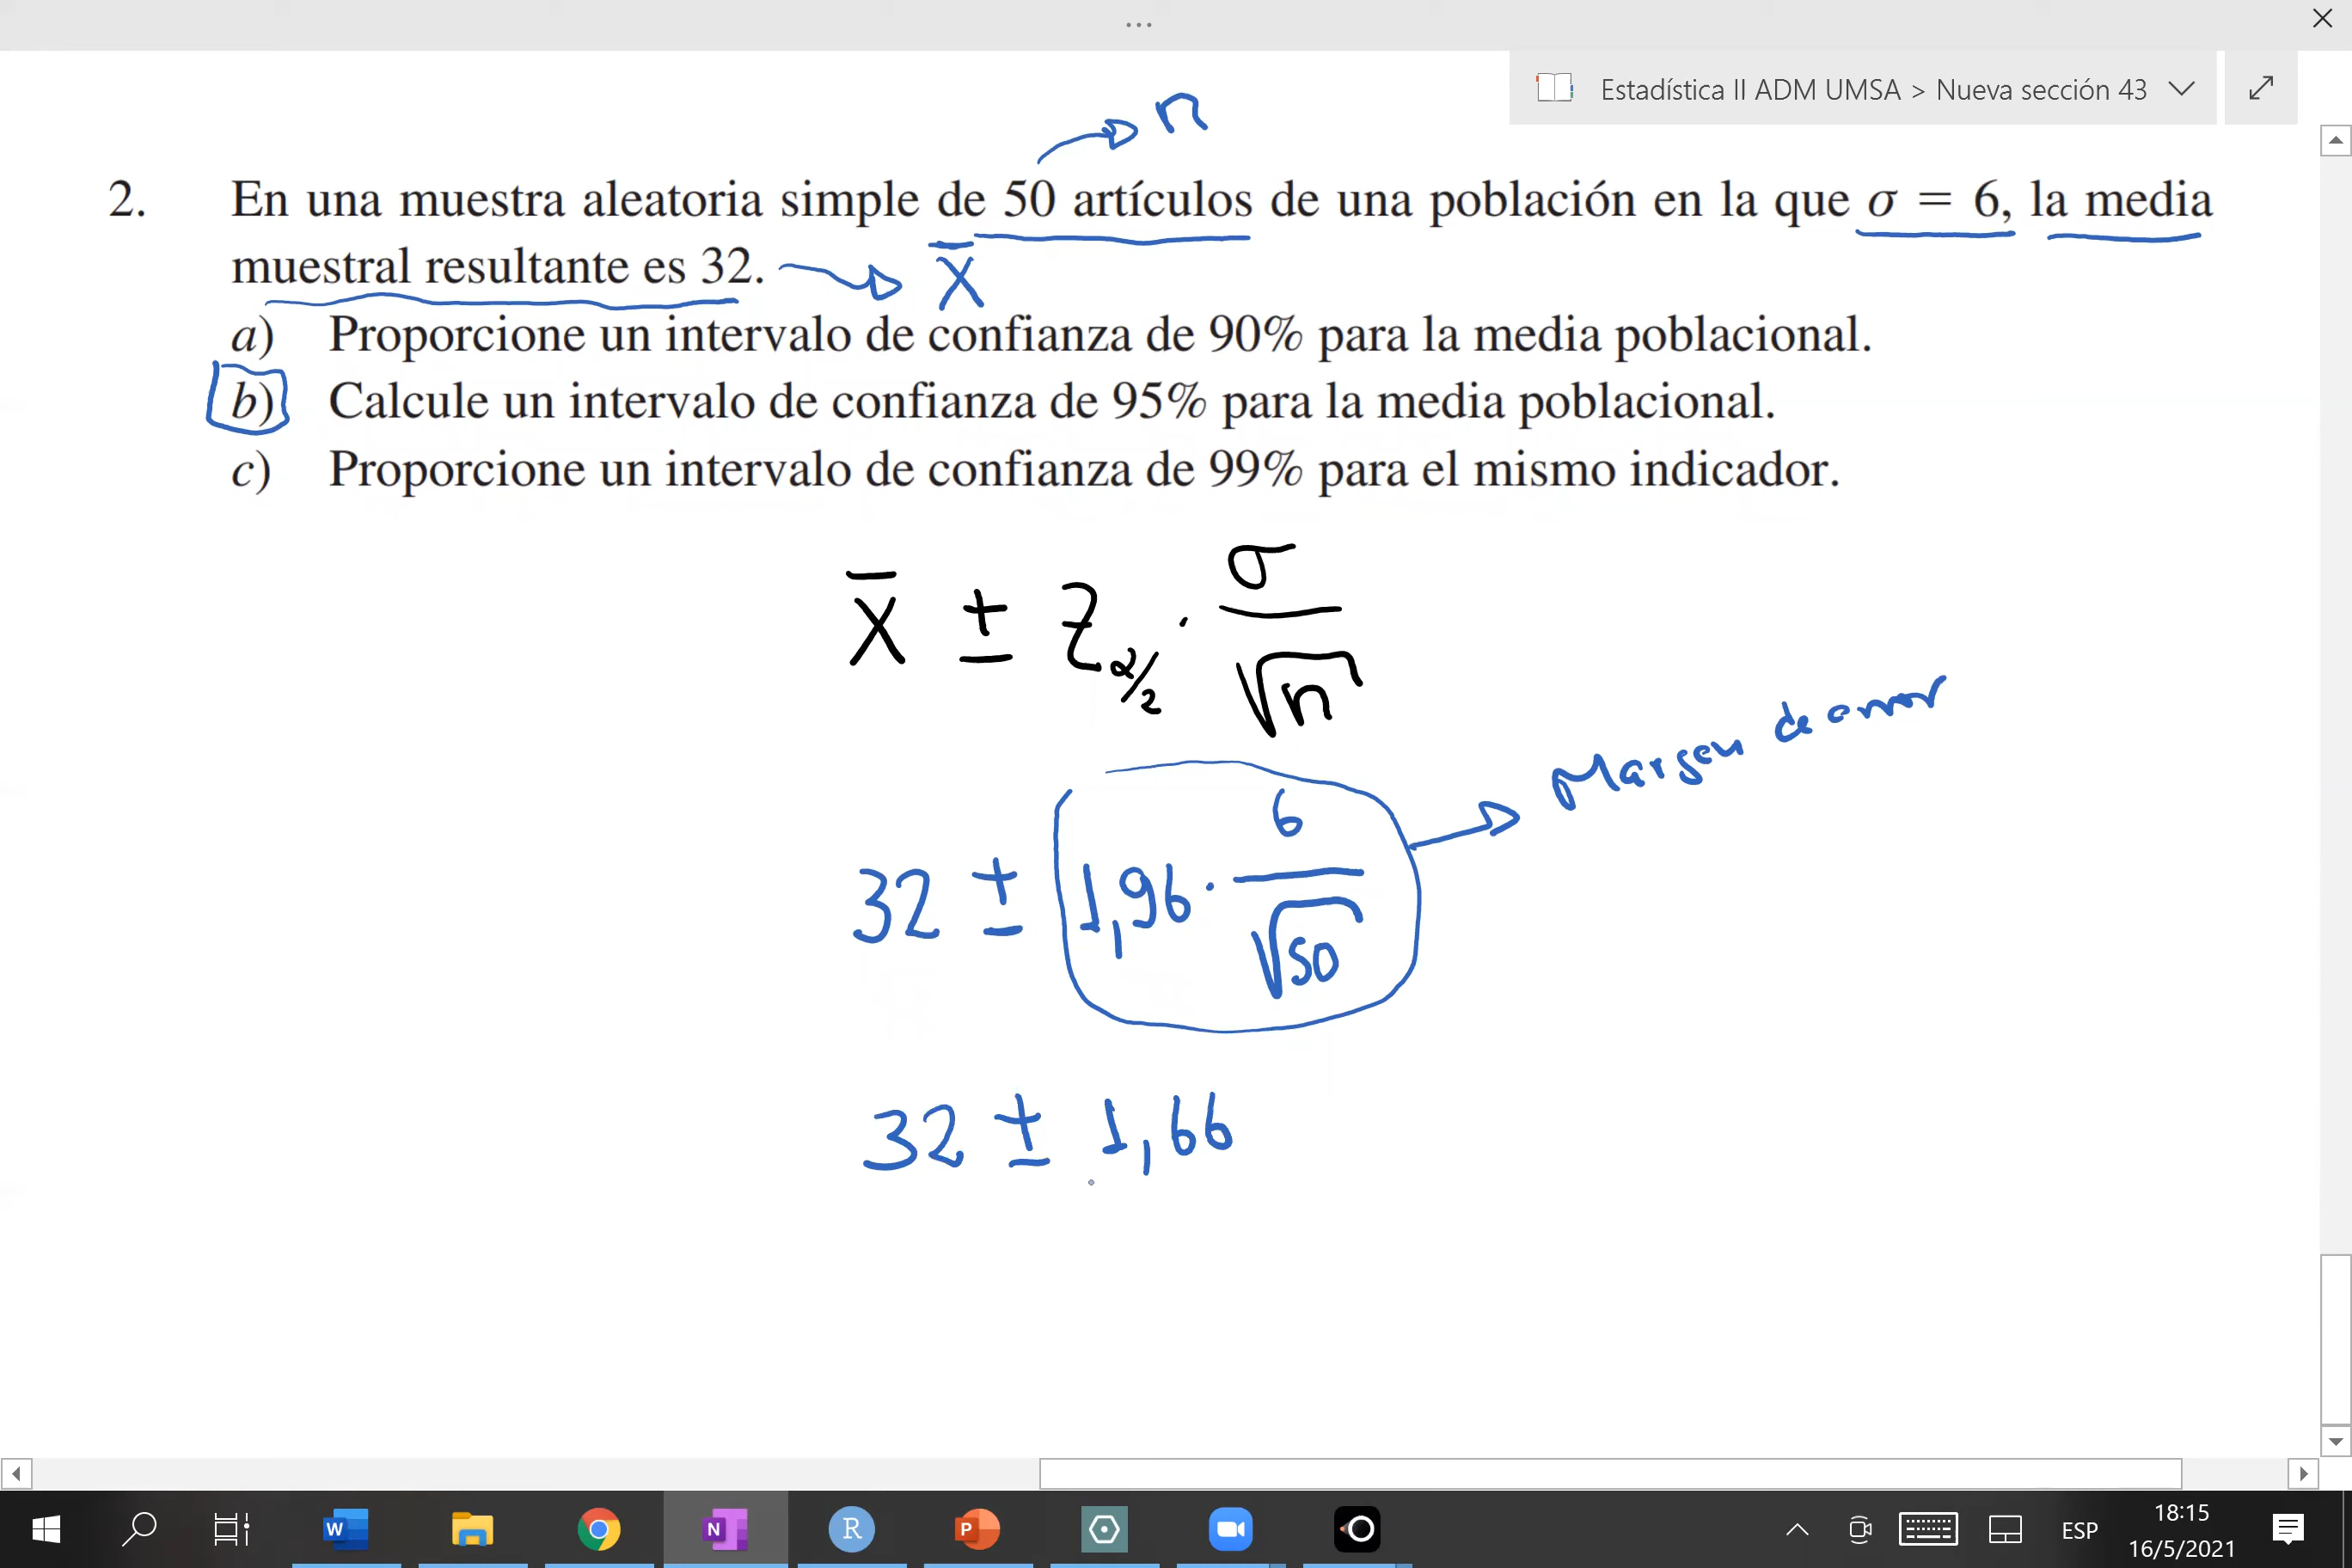 Estadística II ADM UMSA > Nueva sección 43
n
2. En una muestra aleatoria simple de 50 artículos de una población en la que σ = 6, la media
muestral resultante es 32.
X̄
a) Proporcione un intervalo de confianza de 90% para la media poblacional.
b) Calcule un intervalo de confianza de 95% para la media poblacional.
c) Proporcione un intervalo de confianza de 99% para el mismo indicador.
X̄ ± Z α/2 · σ/√n
Margen de error
32 ± 1,96 · 6/√50
32 ± 1,66
W N R P
ESP
18:15
16/5/2021